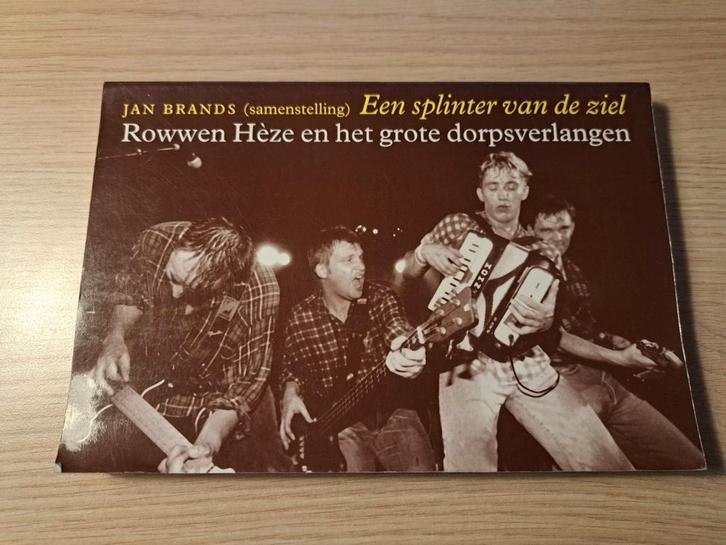 JAN BRANDS (samenstelling) Een splinter van de ziel
Rowwen Hèze en het grote dorpsverlangen